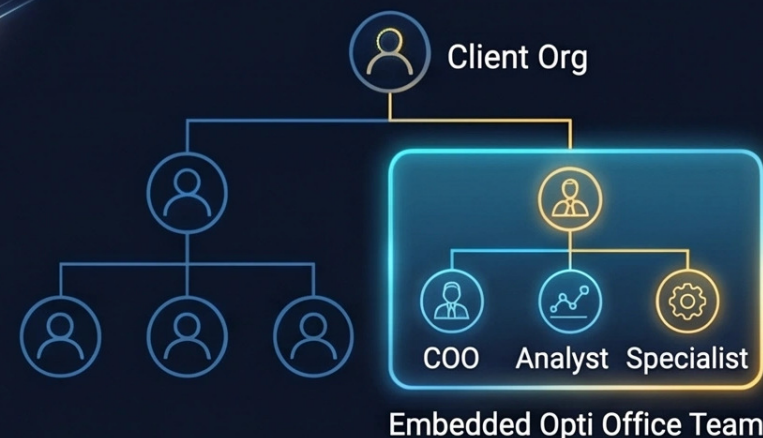 Client Org
COO Analyst Specialist
Embedded Opti Office Team